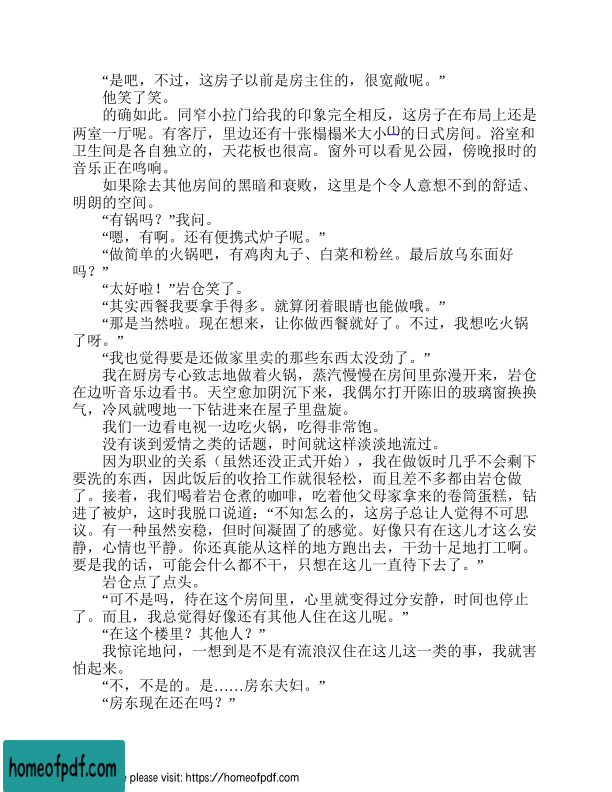 “是吧，不过，这房子以前是房主住的，很宽敞呢。”
他笑了笑。
的确如此。同窄小拉门给我的印象完全相反，这房子在布局上还是
两室一厅呢。有客厅，里边还有十张榻榻米大小[1]的日式房间。浴室和
卫生间是各自独立的，天花板也很高。窗外可以看见公园，傍晚报时的
音乐正在鸣响。
如果除去其他房间的黑暗和衰败，这里是个令人意想不到的舒适、
明朗的空间。
“有锅吗？”我问。
“嗯，有啊。还有便携式炉子呢。”
“做简单的火锅吧，有鸡肉丸子、白菜和粉丝。最后放乌东面好
吗？”
“太好啦！”岩仓笑了。
“其实西餐我要拿手得多。就算闭着眼睛也能做哦。”
“那是当然啦。现在想来，让你做西餐就好了。不过，我想吃火锅
了呀。”
“我也觉得要是还做家里卖的那些东西太没劲了。”
我在厨房专心致志地做着火锅，蒸汽慢慢在房间里弥漫开来，岩仓
在边听音乐边看书。天空愈加阴沉下来，我偶尔打开陈旧的玻璃窗换换
气，冷风就嗖地一下钻进来在屋子里盘旋。
我们一边看电视一边吃火锅，吃得非常饱。
没有谈到爱情之类的话题，时间就这样淡淡地流过。
因为职业的关系（虽然还没正式开始），我在做饭时几乎不会剩下
要洗的东西，因此饭后的收拾工作就很轻松，而且差不多都由岩仓做
了。接着，我们喝着岩仓煮的咖啡，吃着他父母家拿来的卷筒蛋糕，钻
进了被炉，这时我脱口说道：“不知怎么的，这房子总让人觉得不可思
议。有一种虽然安稳，但时间凝固了的感觉。好像只有在这儿才这么安
静，心情也平静。你还真能从这样的地方跑出去，干劲十足地打工啊。
要是我的话，可能会什么都不干，只想在这儿一直待下去了。”
岩仓点了点头。
“可不是吗，待在这个房间里，心里就变得过分安静，时间也停止
了。而且，我总觉得好像还有其他人住在这儿呢。”
“在这个楼里？其他人？”
我惊诧地问，一想到是不是有流浪汉住在这儿这一类的事，我就害
怕起来。
“不，不是的。是……房东夫妇。”
“房东现在还在吗？”
homeofpdf.com
e please visit: https://homeofpdf.com